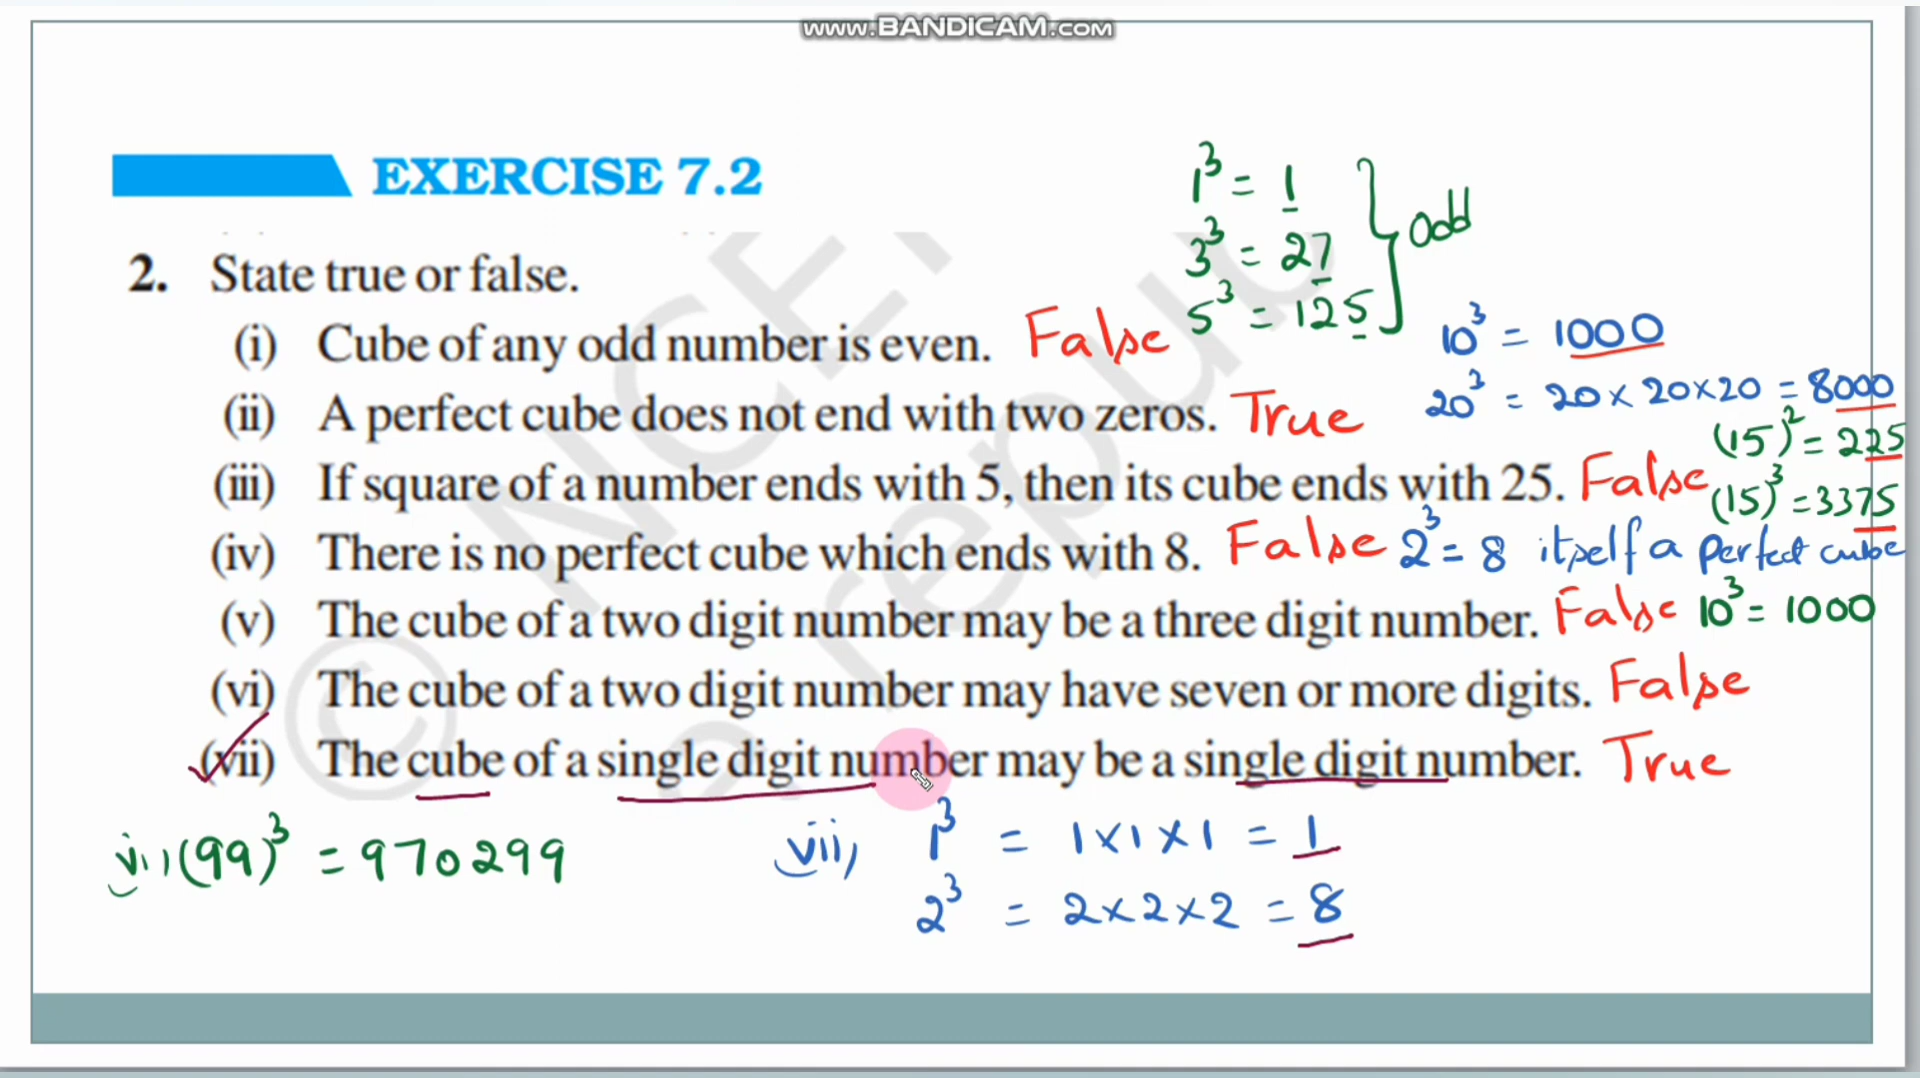 www.BANDICAM.com
EXERCISE 7.2
1³ = 1
3³ = 27
5³ = 125
Odd
2. State true or false.
(i) Cube of any odd number is even. False
10³ = 1000
20³ = 20 × 20 × 20 = 8000
(ii) A perfect cube does not end with two zeros. True
(15)² = 225
(iii) If square of a number ends with 5, then its cube ends with 25. False
(15)³ = 3375
(iv) There is no perfect cube which ends with 8. False 2³ = 8 itself a perfect cube
(v) The cube of a two digit number may be a three digit number. False 10³ = 1000
(vi) The cube of a two digit number may have seven or more digits. False
(vii) The cube of a single digit number may be a single digit number. True
(99)³ = 970299
vii) 1³ = 1 × 1 × 1 = 1
2³ = 2 × 2 × 2 = 8